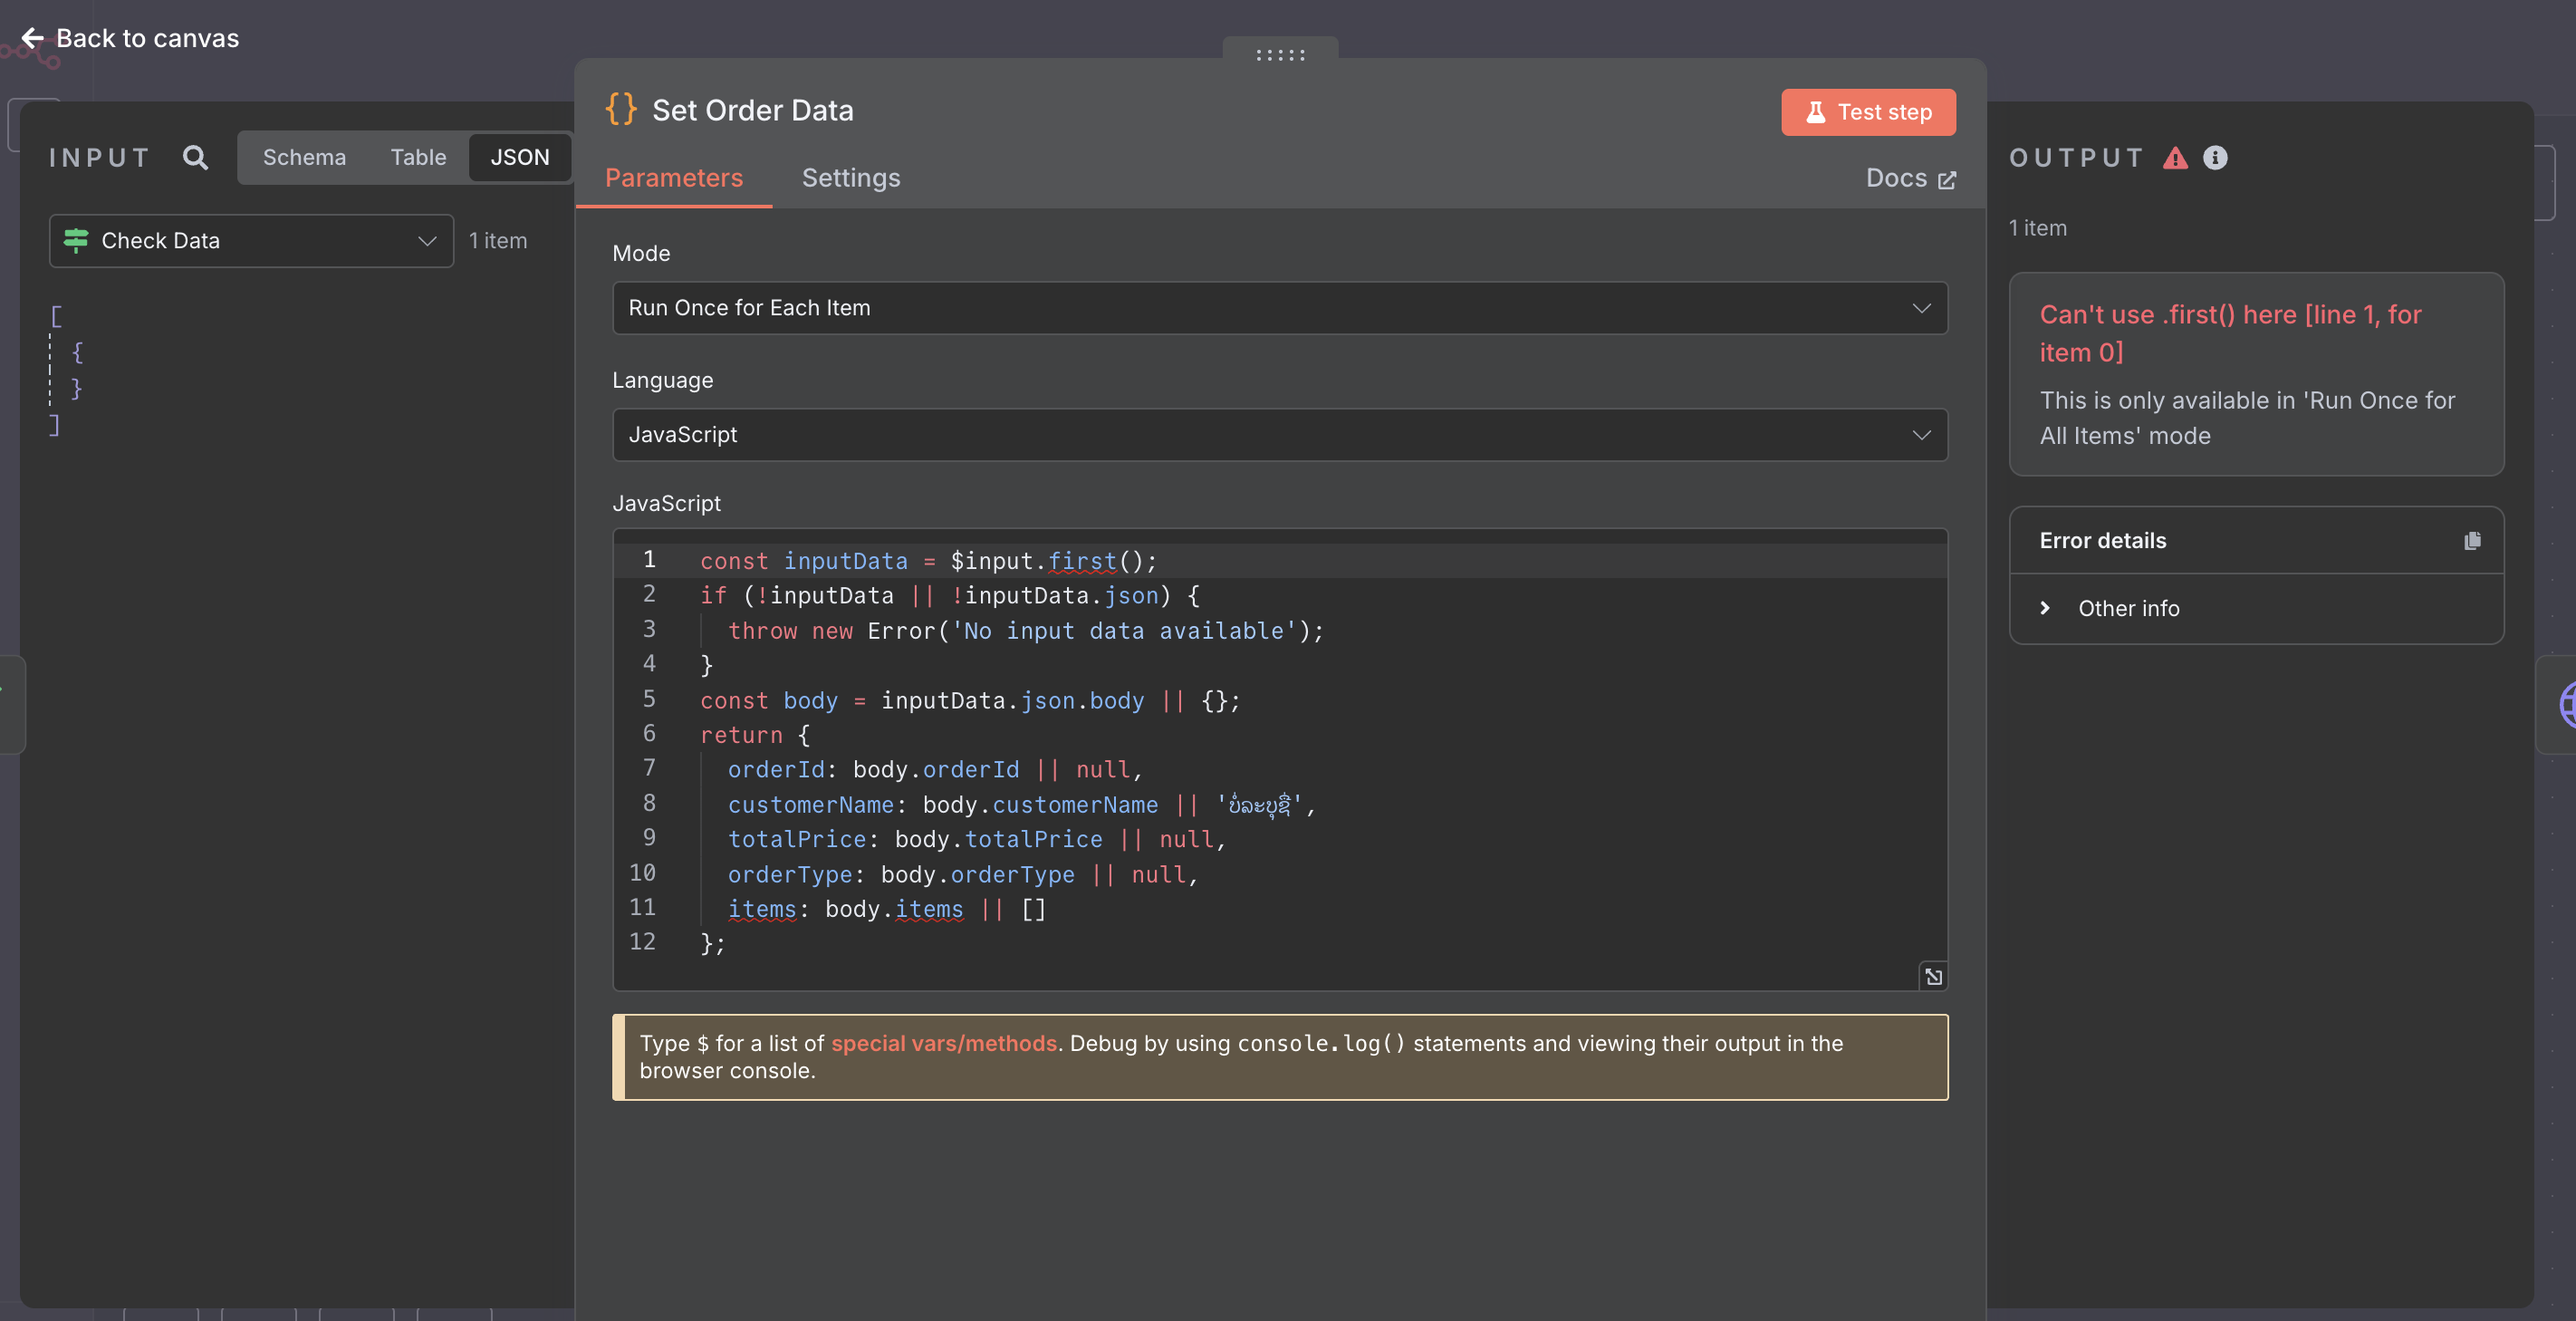 Back to canvas
INPUT
Schema
Table
JSON
Check Data
1 item
[
{
}
]
{} Set Order Data
Test step
Parameters
Settings
Docs
Mode
Run Once for Each Item
Language
JavaScript
JavaScript
1 const inputData = $input.first();
2 if (!inputData || !inputData.json) {
3 throw new Error('No input data available');
4 }
5 const body = inputData.json.body || {};
6 return {
7 orderId: body.orderId || null,
8 customerName: body.customerName || 'ບໍ່ລະບຸຊື່',
9 totalPrice: body.totalPrice || null,
10 orderType: body.orderType || null,
11 items: body.items || []
12 };
Type $ for a list of special vars/methods. Debug by using console.log() statements and viewing their output in the
browser console.
OUTPUT
1 item
Can't use .first() here [line 1, for
item 0]
This is only available in 'Run Once for
All Items' mode
Error details
Other info